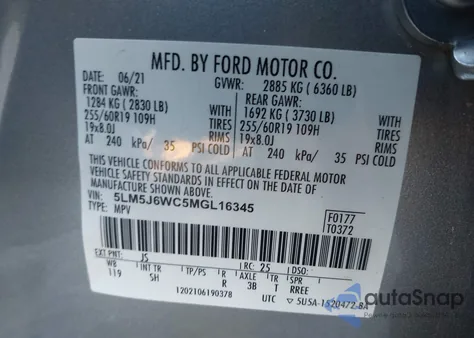 MFD. BY FORD MOTOR CO.
DATE: 06/21 GVWR: 2885 KG ( 6360 LB)
FRONT GAWR: REAR GAWR:
1284 KG ( 2830 LB) 1692 KG ( 3730 LB)
255/60R19 109H TIRES 255/60R19 109H TIRES
19x8.0J RIMS 19x8.0J RIMS
AT 240 kPa/ 35 PSI COLD AT 240 kPa/ 35 PSI COLD
THIS VEHICLE CONFORMS TO ALL APPLICABLE FEDERAL MOTOR
VEHICLE SAFETY STANDARDS IN EFFECT ON THE DATE OF
MANUFACTURE SHOWN ABOVE.
VIN: 5LM5J6WC5MGL16345 F0177
TYPE: MPV T0372
EXT PNT: JS RC: 25 DSO:
WB INT TR TP/PS R AXLE TR RREE
119 SH 3B T
1202106190378 UTC SUSA-1520472-BA
autoSnap